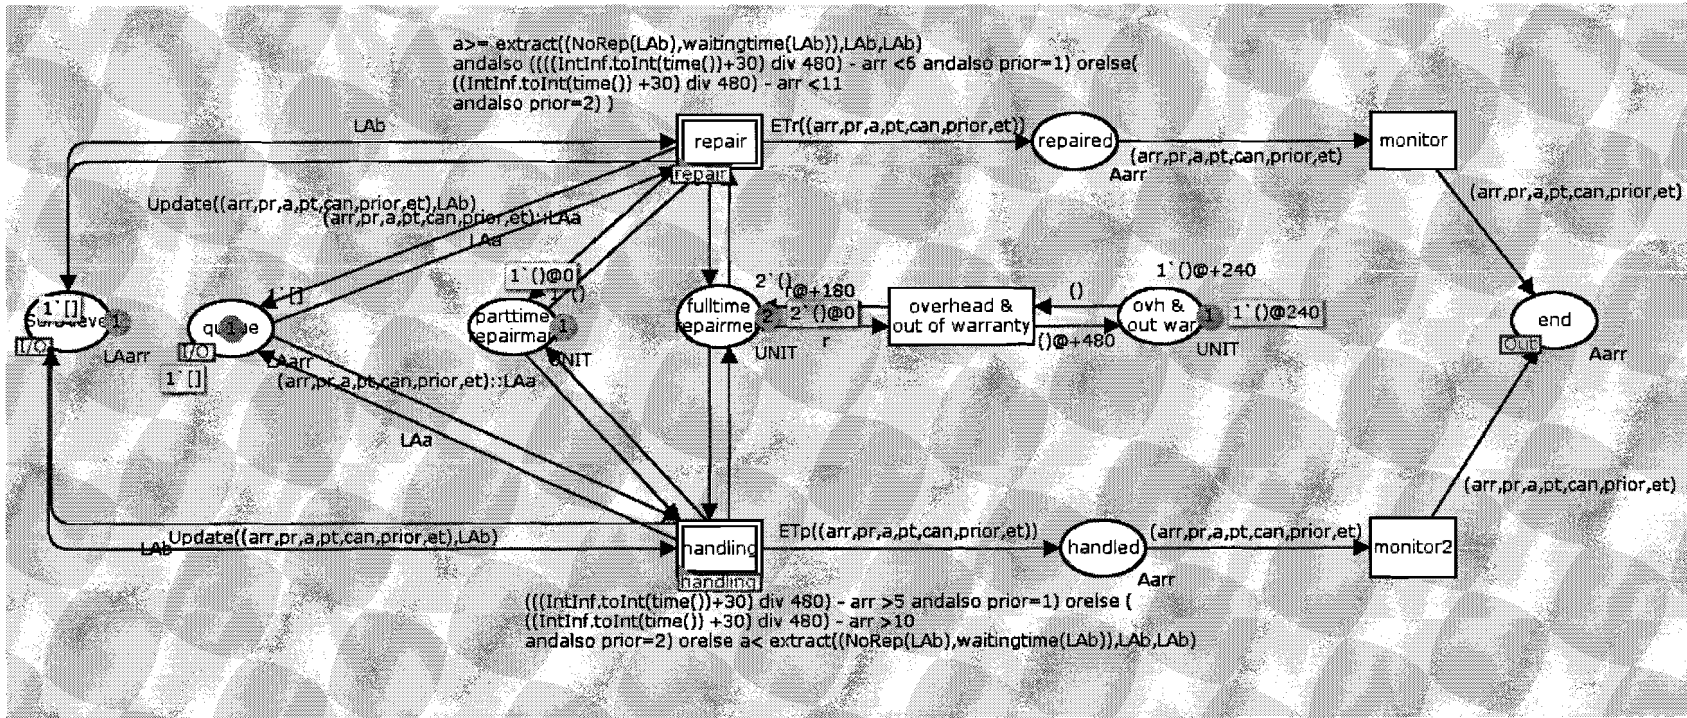 a>= extract((NoRep(LAb),waitingtime(LAb)),LAb,LAb)
andalso ((((IntInf.toInt(time())+30) div 480) - arr <6 andalso prior=1) orelse(
((IntInf.toInt(time()) +30) div 480) - arr <11
andalso prior=2) )
LAb
repair
repair
ETr((arr,pr,a,pt,can,prior,et))
repaired
Aarr
(arr,pr,a,pt,can,prior,et)
monitor
(arr,pr,a,pt,can,prior,et)
Update((arr,pr,a,pt,can,prior,et),LAb)
(arr,pr,a,pt,can,prior,et)::LAa
LAa
1`[]
1`[]
1
I/O
LAarr
queue
1
I/O
LAarr
1`[]
1`()@0
1`()
parttime
repairman
1
UNIT
2`()
fulltime
repairmen
2
2`()@0
UNIT
r@+180
r
overhead &
out of warranty
()
()@+480
1`()@+240
ovh &
out war
1
1`()@240
UNIT
end
Out
Aarr
(arr,pr,a,pt,can,prior,et)::LAa
LAa
Update((arr,pr,a,pt,can,prior,et),LAb)
LAb
handling
handling
ETp((arr,pr,a,pt,can,prior,et))
handled
Aarr
(arr,pr,a,pt,can,prior,et)
monitor2
(arr,pr,a,pt,can,prior,et)
(((IntInf.toInt(time())+30) div 480) - arr >5 andalso prior=1) orelse (
((IntInf.toInt(time()) +30) div 480) - arr >10
andalso prior=2) orelse a< extract((NoRep(LAb),waitingtime(LAb)),LAb,LAb)